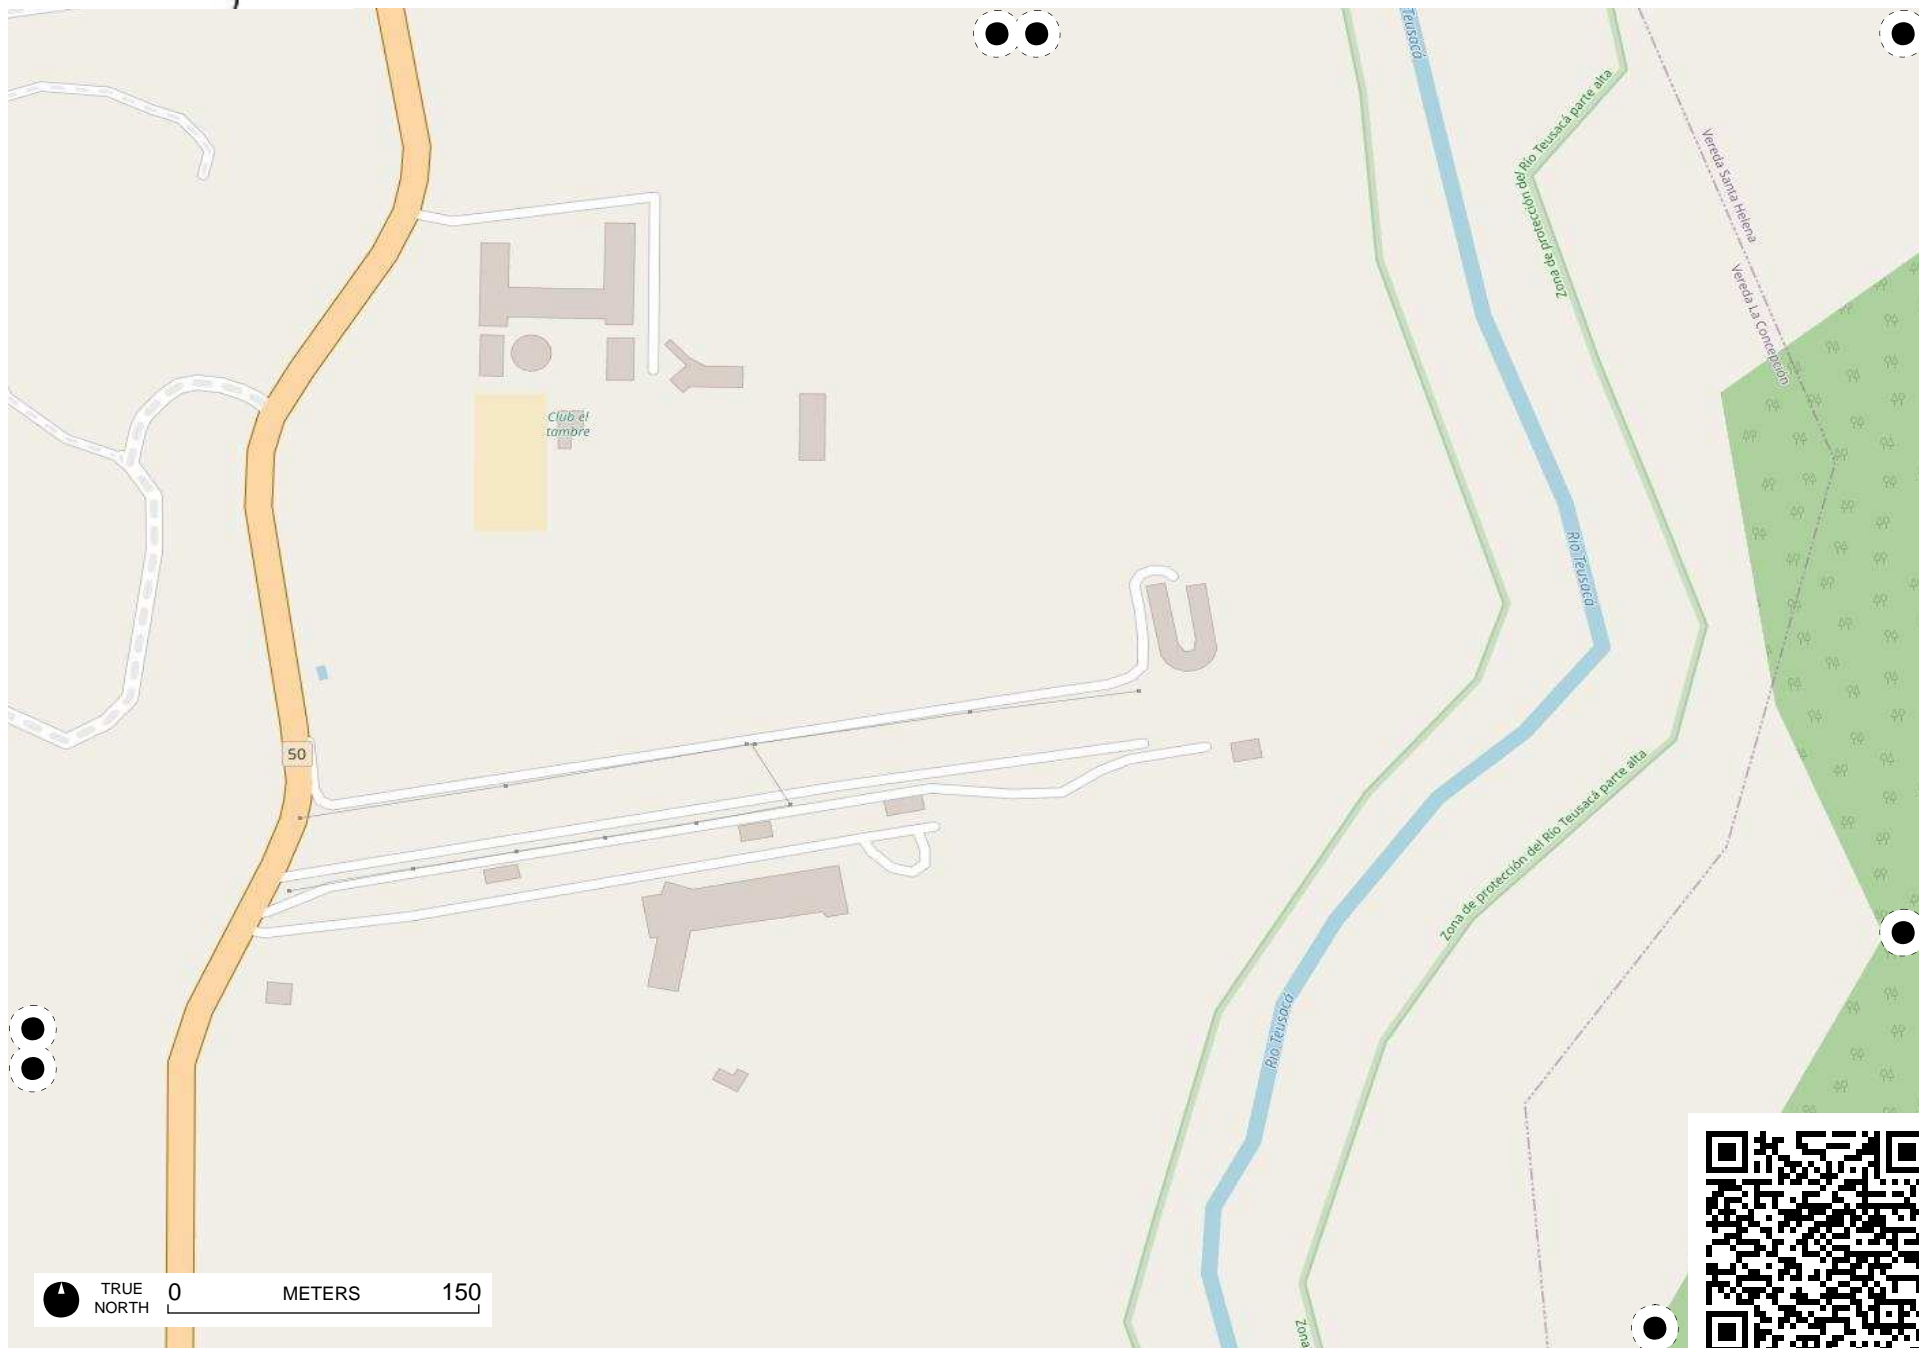 Teusacá
Zona de protección del Río Teusacá parte alta
Vereda Santa Helena
Vereda La Concepción
Club el
tambre
Río Teusacá
50
Zona de protección del Río Teusacá parte alta
Río Teusacá
TRUE
NORTH
0 METERS 150
Zona